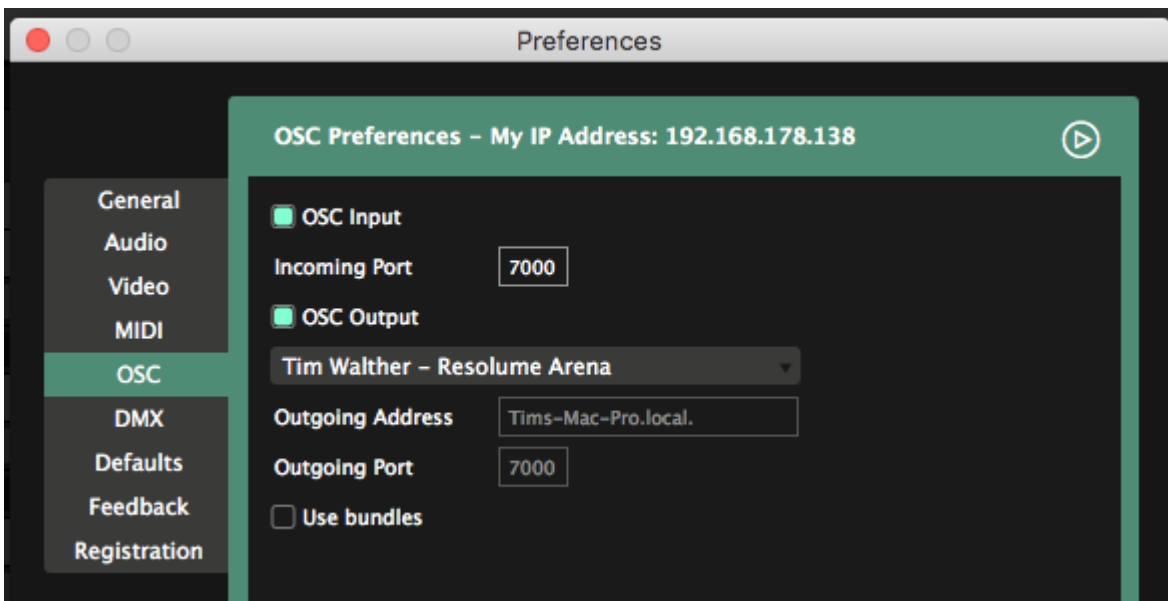 Preferences
OSC Preferences – My IP Address: 192.168.178.138
General
Audio
Video
MIDI
OSC
DMX
Defaults
Feedback
Registration
OSC Input
Incoming Port 7000
OSC Output
Tim Walther – Resolume Arena
Outgoing Address Tims-Mac-Pro.local.
Outgoing Port 7000
Use bundles